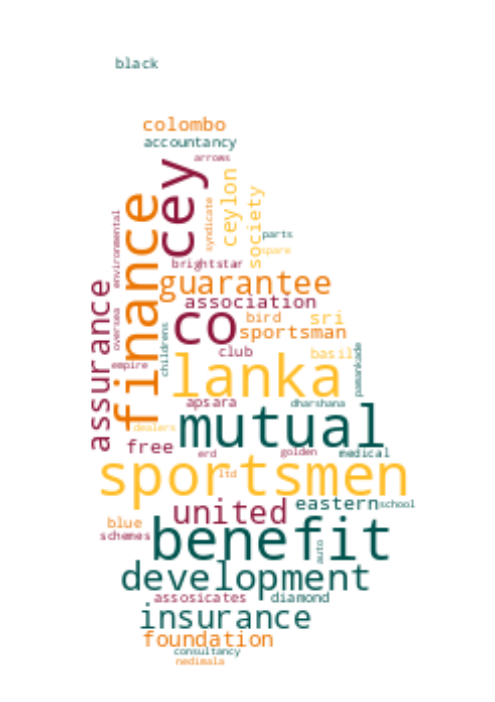 black
colombo
accountancy
arrows
cey
finance
ceylon
society
syndicate
environmental
parts
spare
brightstar
guarantee
association
assurance
oversea
co
bird
sri
sportsman
childrens
club
basil
pamankade
empire
lanka
apsara
dharshana
mutual
dealers
free
erd
golden
medical
sportsmen
ltd
eastern
school
united
blue
schemes
benefit
auto
development
assosicates
diamond
insurance
foundation
consultancy
nedimala